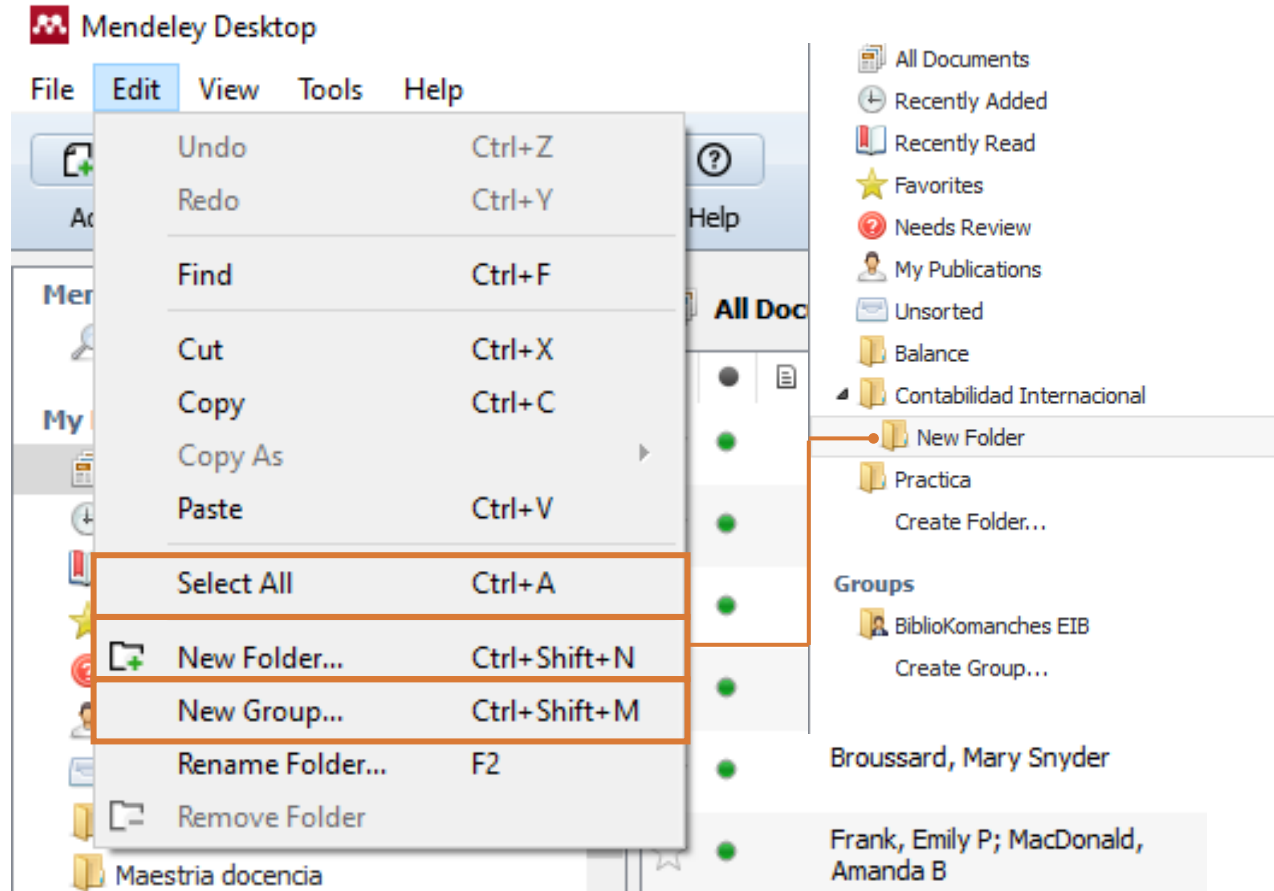 Mendeley Desktop
File Edit View Tools Help
Undo Ctrl+Z
Redo Ctrl+Y
Find Ctrl+F
Cut Ctrl+X
Copy Ctrl+C
Copy As
Paste Ctrl+V
Select All Ctrl+A
New Folder... Ctrl+Shift+N
New Group... Ctrl+Shift+M
Rename Folder... F2
Remove Folder
Maestria docencia
Help
My
All Doc
All Documents
Recently Added
Recently Read
Favorites
Needs Review
My Publications
Unsorted
Balance
Contabilidad Internacional
New Folder
Practica
Create Folder...
Groups
BiblioKomanches EIB
Create Group...
Broussard, Mary Snyder
Frank, Emily P; MacDonald,
Amanda B